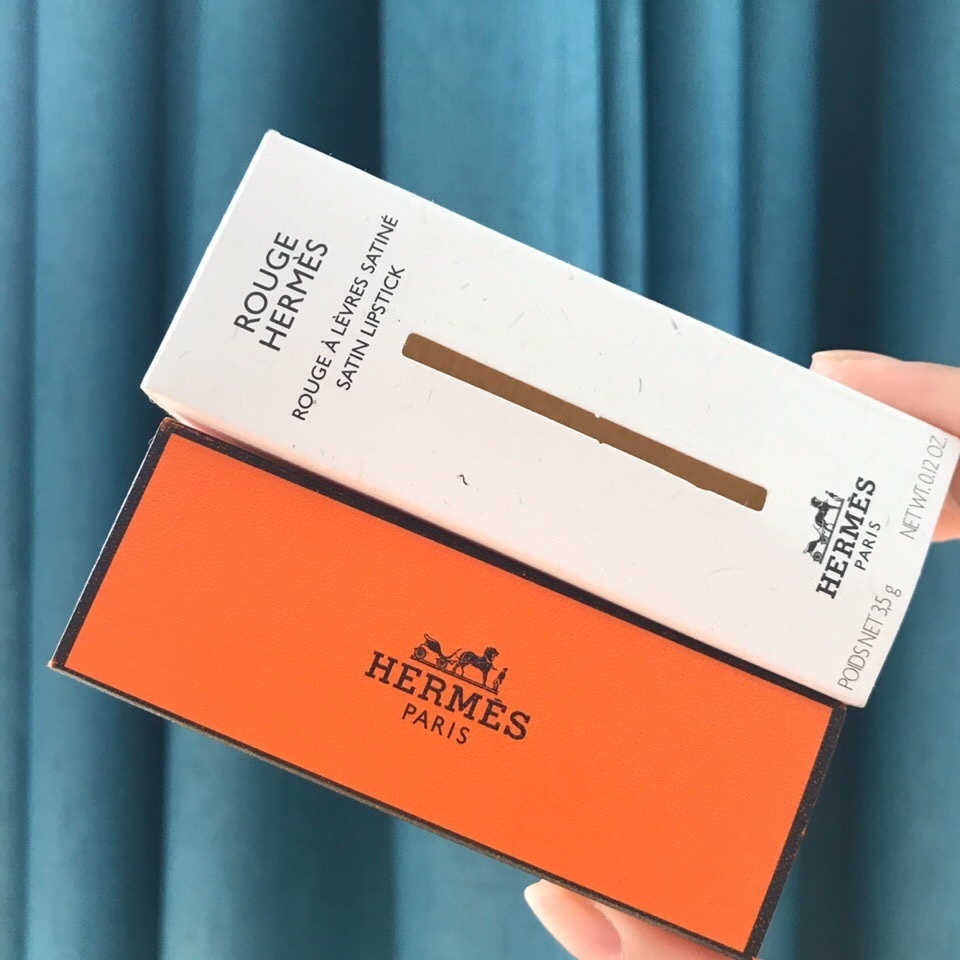 ROUGE
HERMÈS
ROUGE À LÈVRES SATINÉ
SATIN LIPSTICK
HERMÈS
PARIS
POIDS NET 3,5 g NET WT. 0.12 OZ.
HERMÈS
PARIS